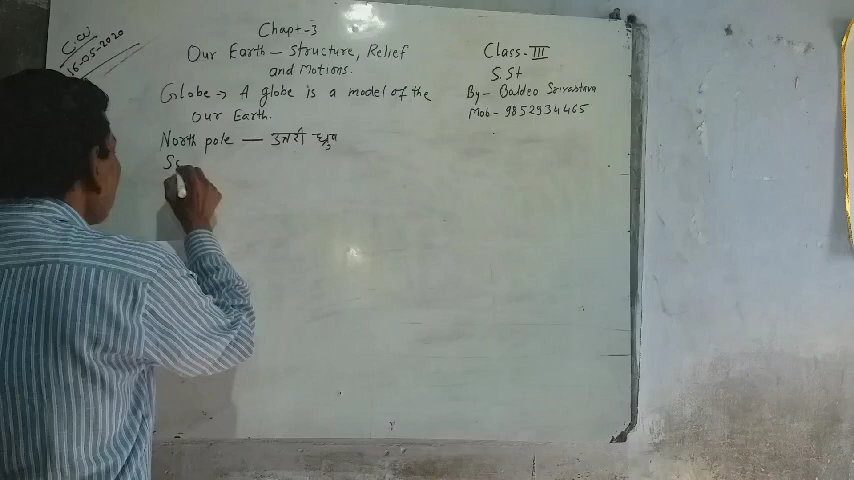 C.W
16-05-2020
Chapt-3
Our Earth – Structure, Relief
and Motions.
Class- III
S.St
By- Baldeo Srivastava
Mob- 9852934465
Globe → A globe is a model of the
Our Earth.
North pole — उत्तरी ध्रुव
So